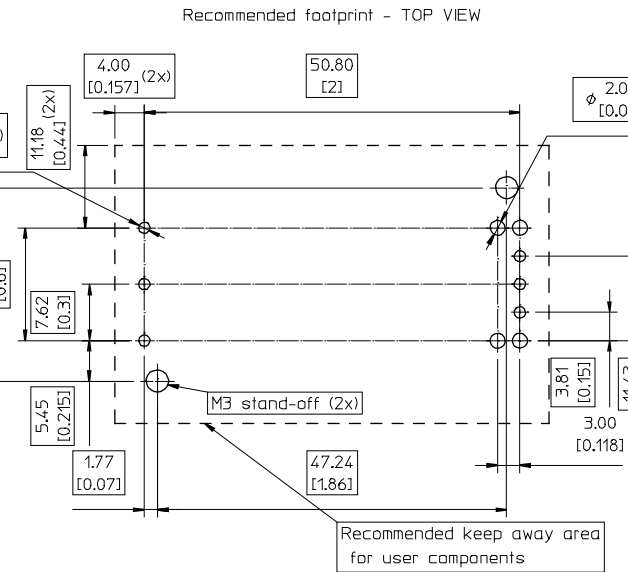 Recommended footprint - TOP VIEW
4.00
[0.157]
(2x)
50.80
[2]
ø 2.0
[0.0
11.18 (2x)
[0.44]
7.62
[0.3]
M3 stand-off (2x)
5.45
[0.215]
3.81
[0.15]
3.00
[0.118]
1.77
[0.07]
47.24
[1.86]
Recommended keep away area
for user components